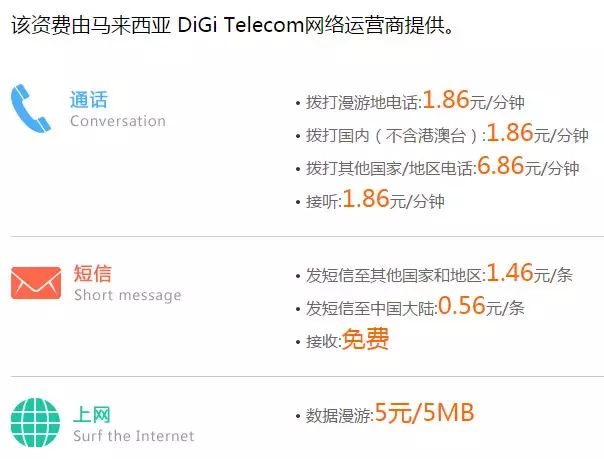 该资费由马来西亚 DiGi Telecom网络运营商提供。
通话
Conversation
• 拨打漫游地电话:1.86元/分钟
• 拨打国内（不含港澳台）:1.86元/分钟
• 拨打其他国家/地区电话:6.86元/分钟
• 接听:1.86元/分钟
短信
Short message
• 发短信至其他国家和地区:1.46元/条
• 发短信至中国大陆:0.56元/条
• 接收:免费
上网
Surf the Internet
• 数据漫游:5元/5MB